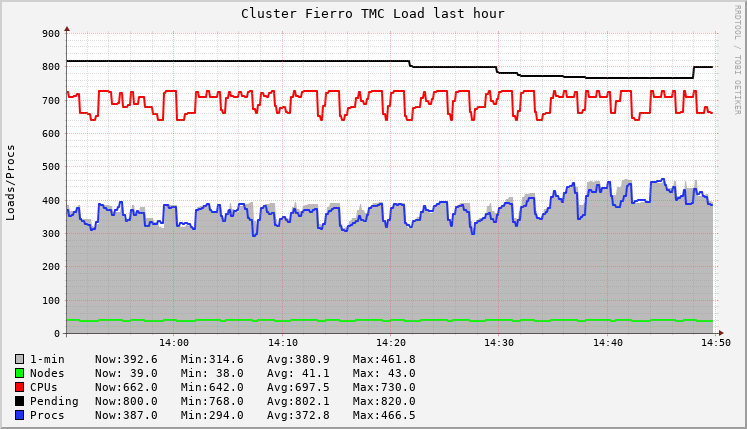 Cluster Fierro TMC Load last hour
RRDTOOL / TOBI OETIKER
Loads/Procs
900
800
700
600
500
400
300
200
100
0
14:00 14:10 14:20 14:30 14:40 14:50
1-min Now:392.6 Min:314.6 Avg:380.9 Max:461.8
Nodes Now: 39.0 Min: 38.0 Avg: 41.1 Max: 43.0
CPUs Now:662.0 Min:642.0 Avg:697.5 Max:730.0
Pending Now:800.0 Min:768.0 Avg:802.1 Max:820.0
Procs Now:387.0 Min:294.0 Avg:372.8 Max:466.5